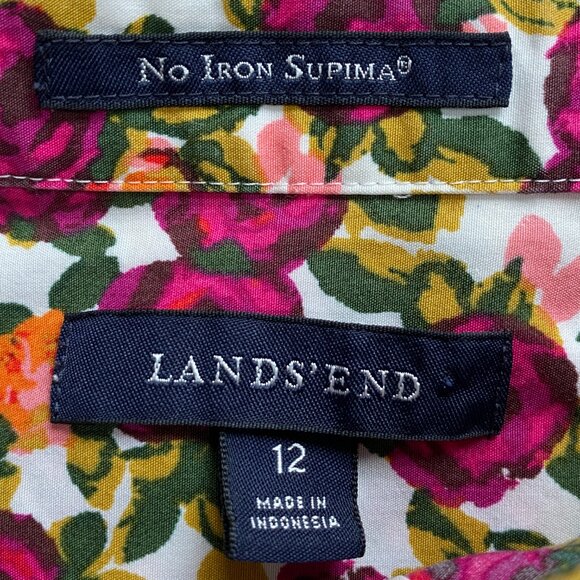 NO IRON SUPIMA®
LANDS'END
12
MADE IN
INDONESIA